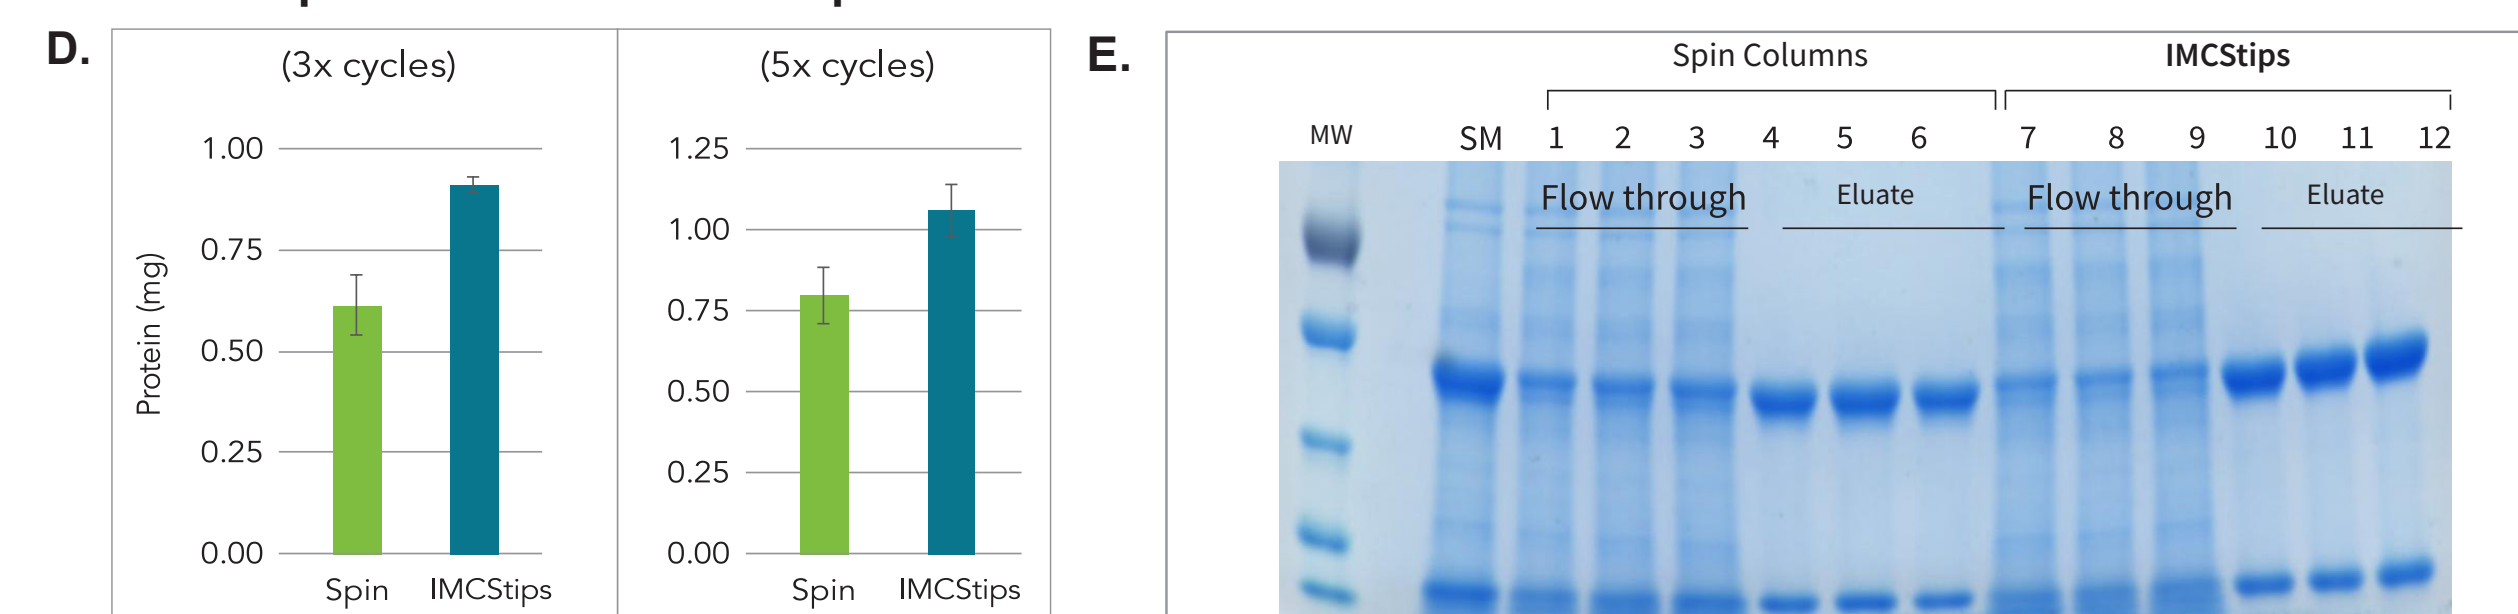 D.
(3x cycles)
1.00
0.75
0.50
0.25
0.00
Protein (mg)
Spin
IMCStips
(5x cycles)
1.25
1.00
0.75
0.50
0.25
0.00
Spin
IMCStips
E.
Spin Columns
IMCStips
MW SM 1 2 3 4 5 6 7 8 9 10 11 12
Flow through
Eluate
Flow through
Eluate